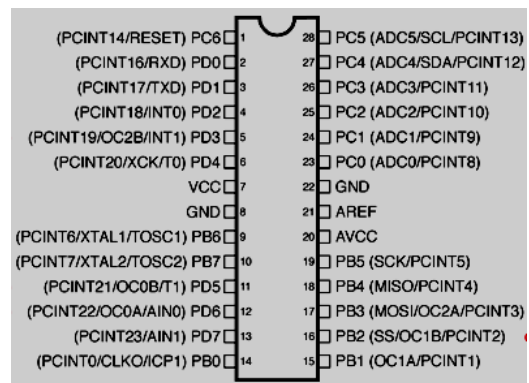 (PCINT14/RESET) PC6 1 28 PC5 (ADC5/SCL/PCINT13)
(PCINT16/RXD) PD0 2 27 PC4 (ADC4/SDA/PCINT12)
(PCINT17/TXD) PD1 3 26 PC3 (ADC3/PCINT11)
(PCINT18/INT0) PD2 4 25 PC2 (ADC2/PCINT10)
(PCINT19/OC2B/INT1) PD3 5 24 PC1 (ADC1/PCINT9)
(PCINT20/XCK/T0) PD4 6 23 PC0 (ADC0/PCINT8)
VCC 7 22 GND
GND 8 21 AREF
(PCINT6/XTAL1/TOSC1) PB6 9 20 AVCC
(PCINT7/XTAL2/TOSC2) PB7 10 19 PB5 (SCK/PCINT5)
(PCINT21/OC0B/T1) PD5 11 18 PB4 (MISO/PCINT4)
(PCINT22/OC0A/AIN0) PD6 12 17 PB3 (MOSI/OC2A/PCINT3)
(PCINT23/AIN1) PD7 13 16 PB2 (SS/OC1B/PCINT2)
(PCINT0/CLKO/ICP1) PB0 14 15 PB1 (OC1A/PCINT1)